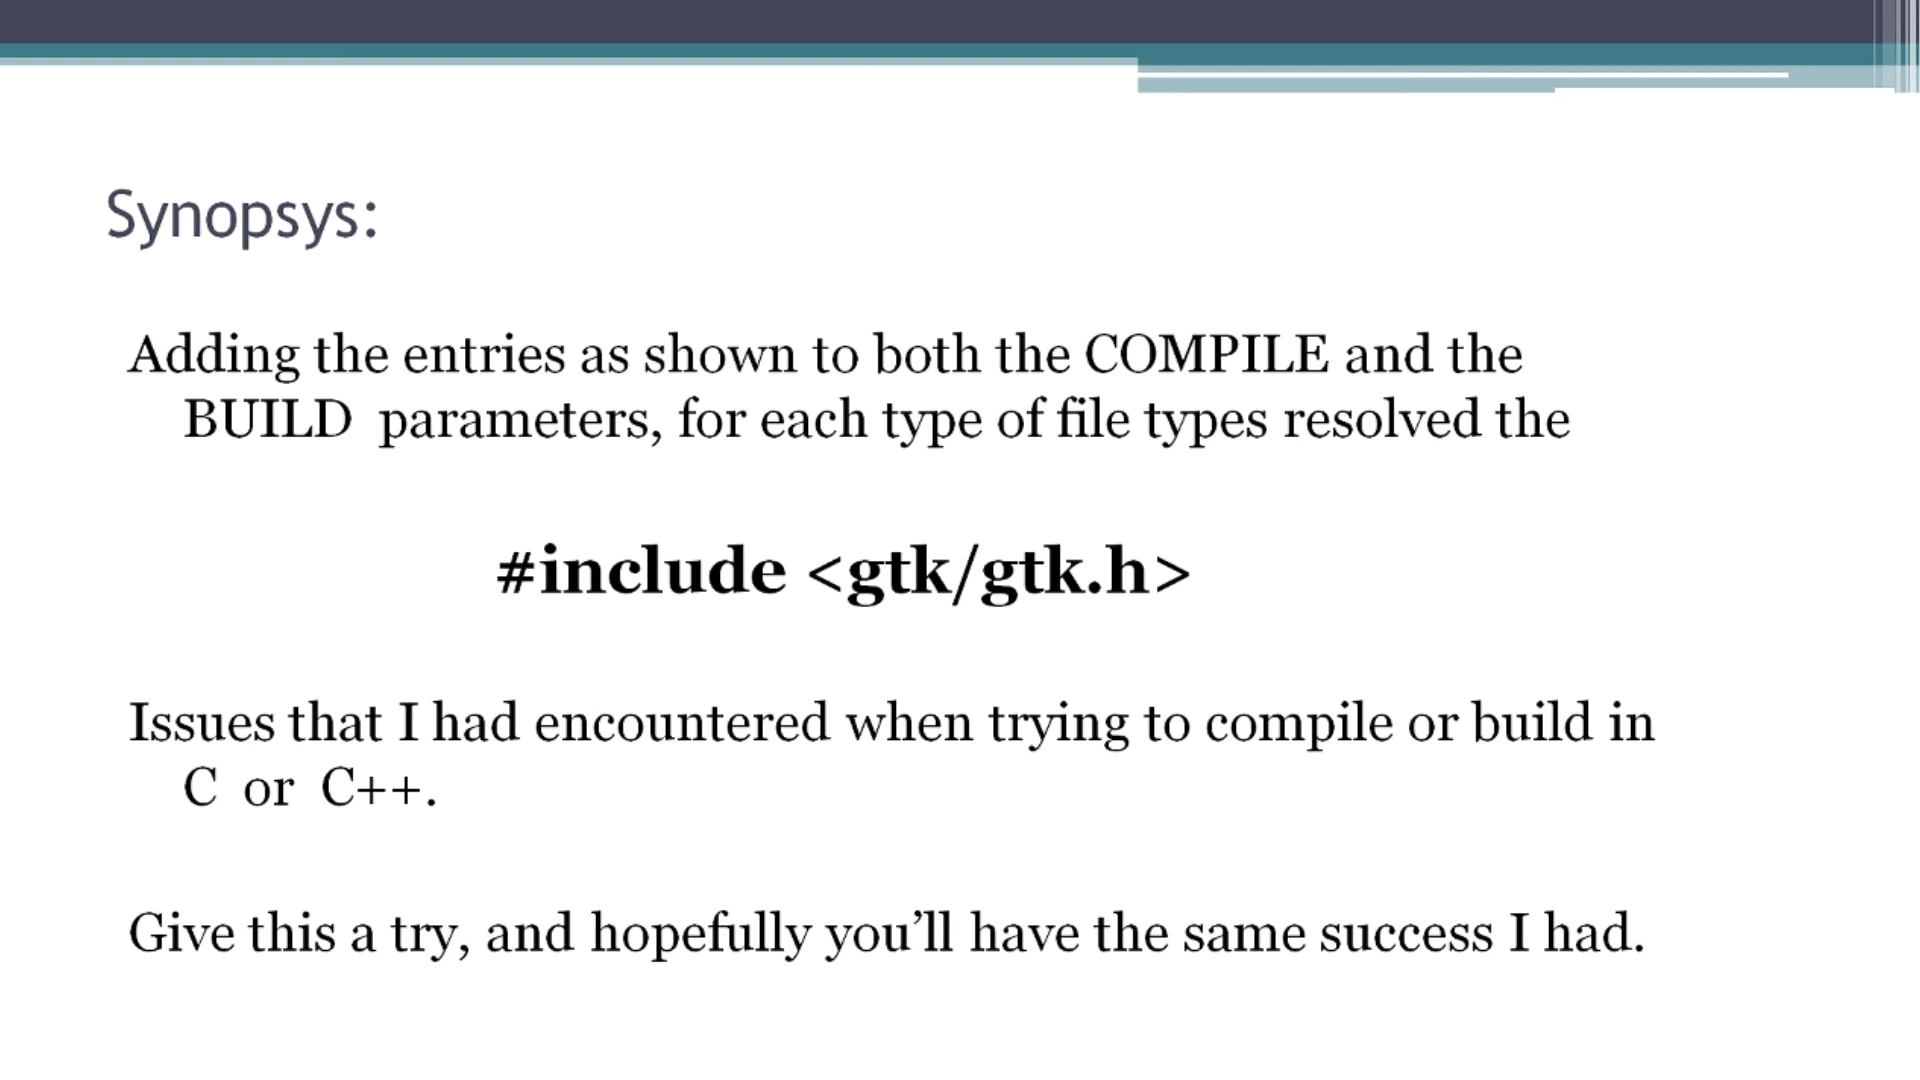 Synopsys:
Adding the entries as shown to both the COMPILE and the
BUILD  parameters, for each type of file types resolved the
#include <gtk/gtk.h>
Issues that I had encountered when trying to compile or build in
C  or  C++.
Give this a try, and hopefully you’ll have the same success I had.